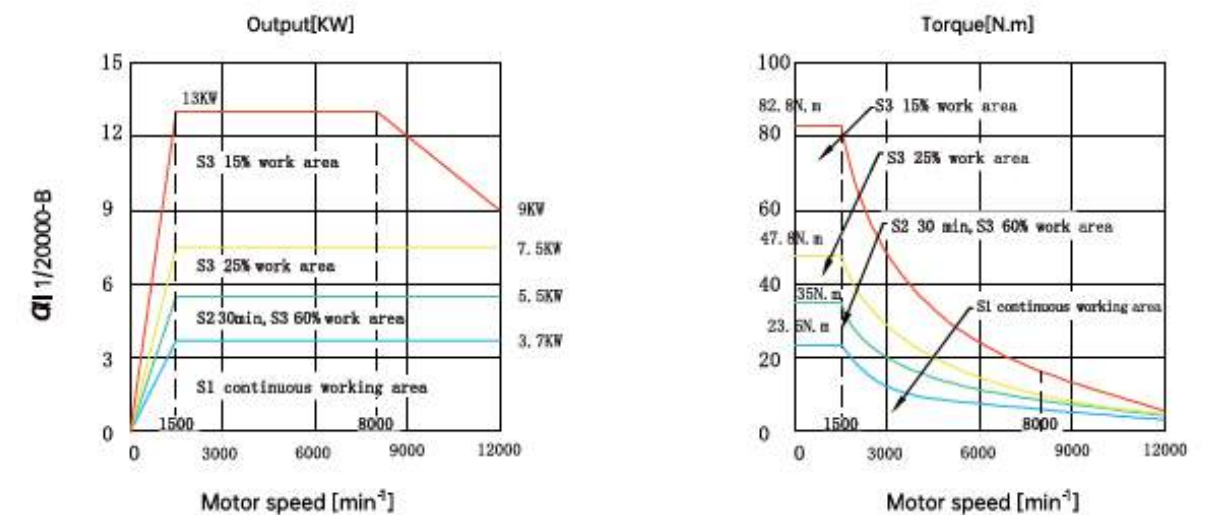 Output[KW]
15
12
9
6
3
0
13KW
S3 15% work area
S3 25% work area
S2 30min, S3 60% work area
S1 continuous working area
9KW
7.5KW
5.5KW
3.7KW
1500
8000
0
3000
6000
9000
12000
Motor speed [min⁻¹]
αI 1/20000-B
Torque[N.m]
100
80
60
40
20
0
82.8N.m
47.8N.m
35N.m
23.5N.m
S3 15% work area
S3 25% work area
S2 30 min, S3 60% work area
S1 continuous working area
1500
8000
0
3000
6000
9000
12000
Motor speed [min⁻¹]